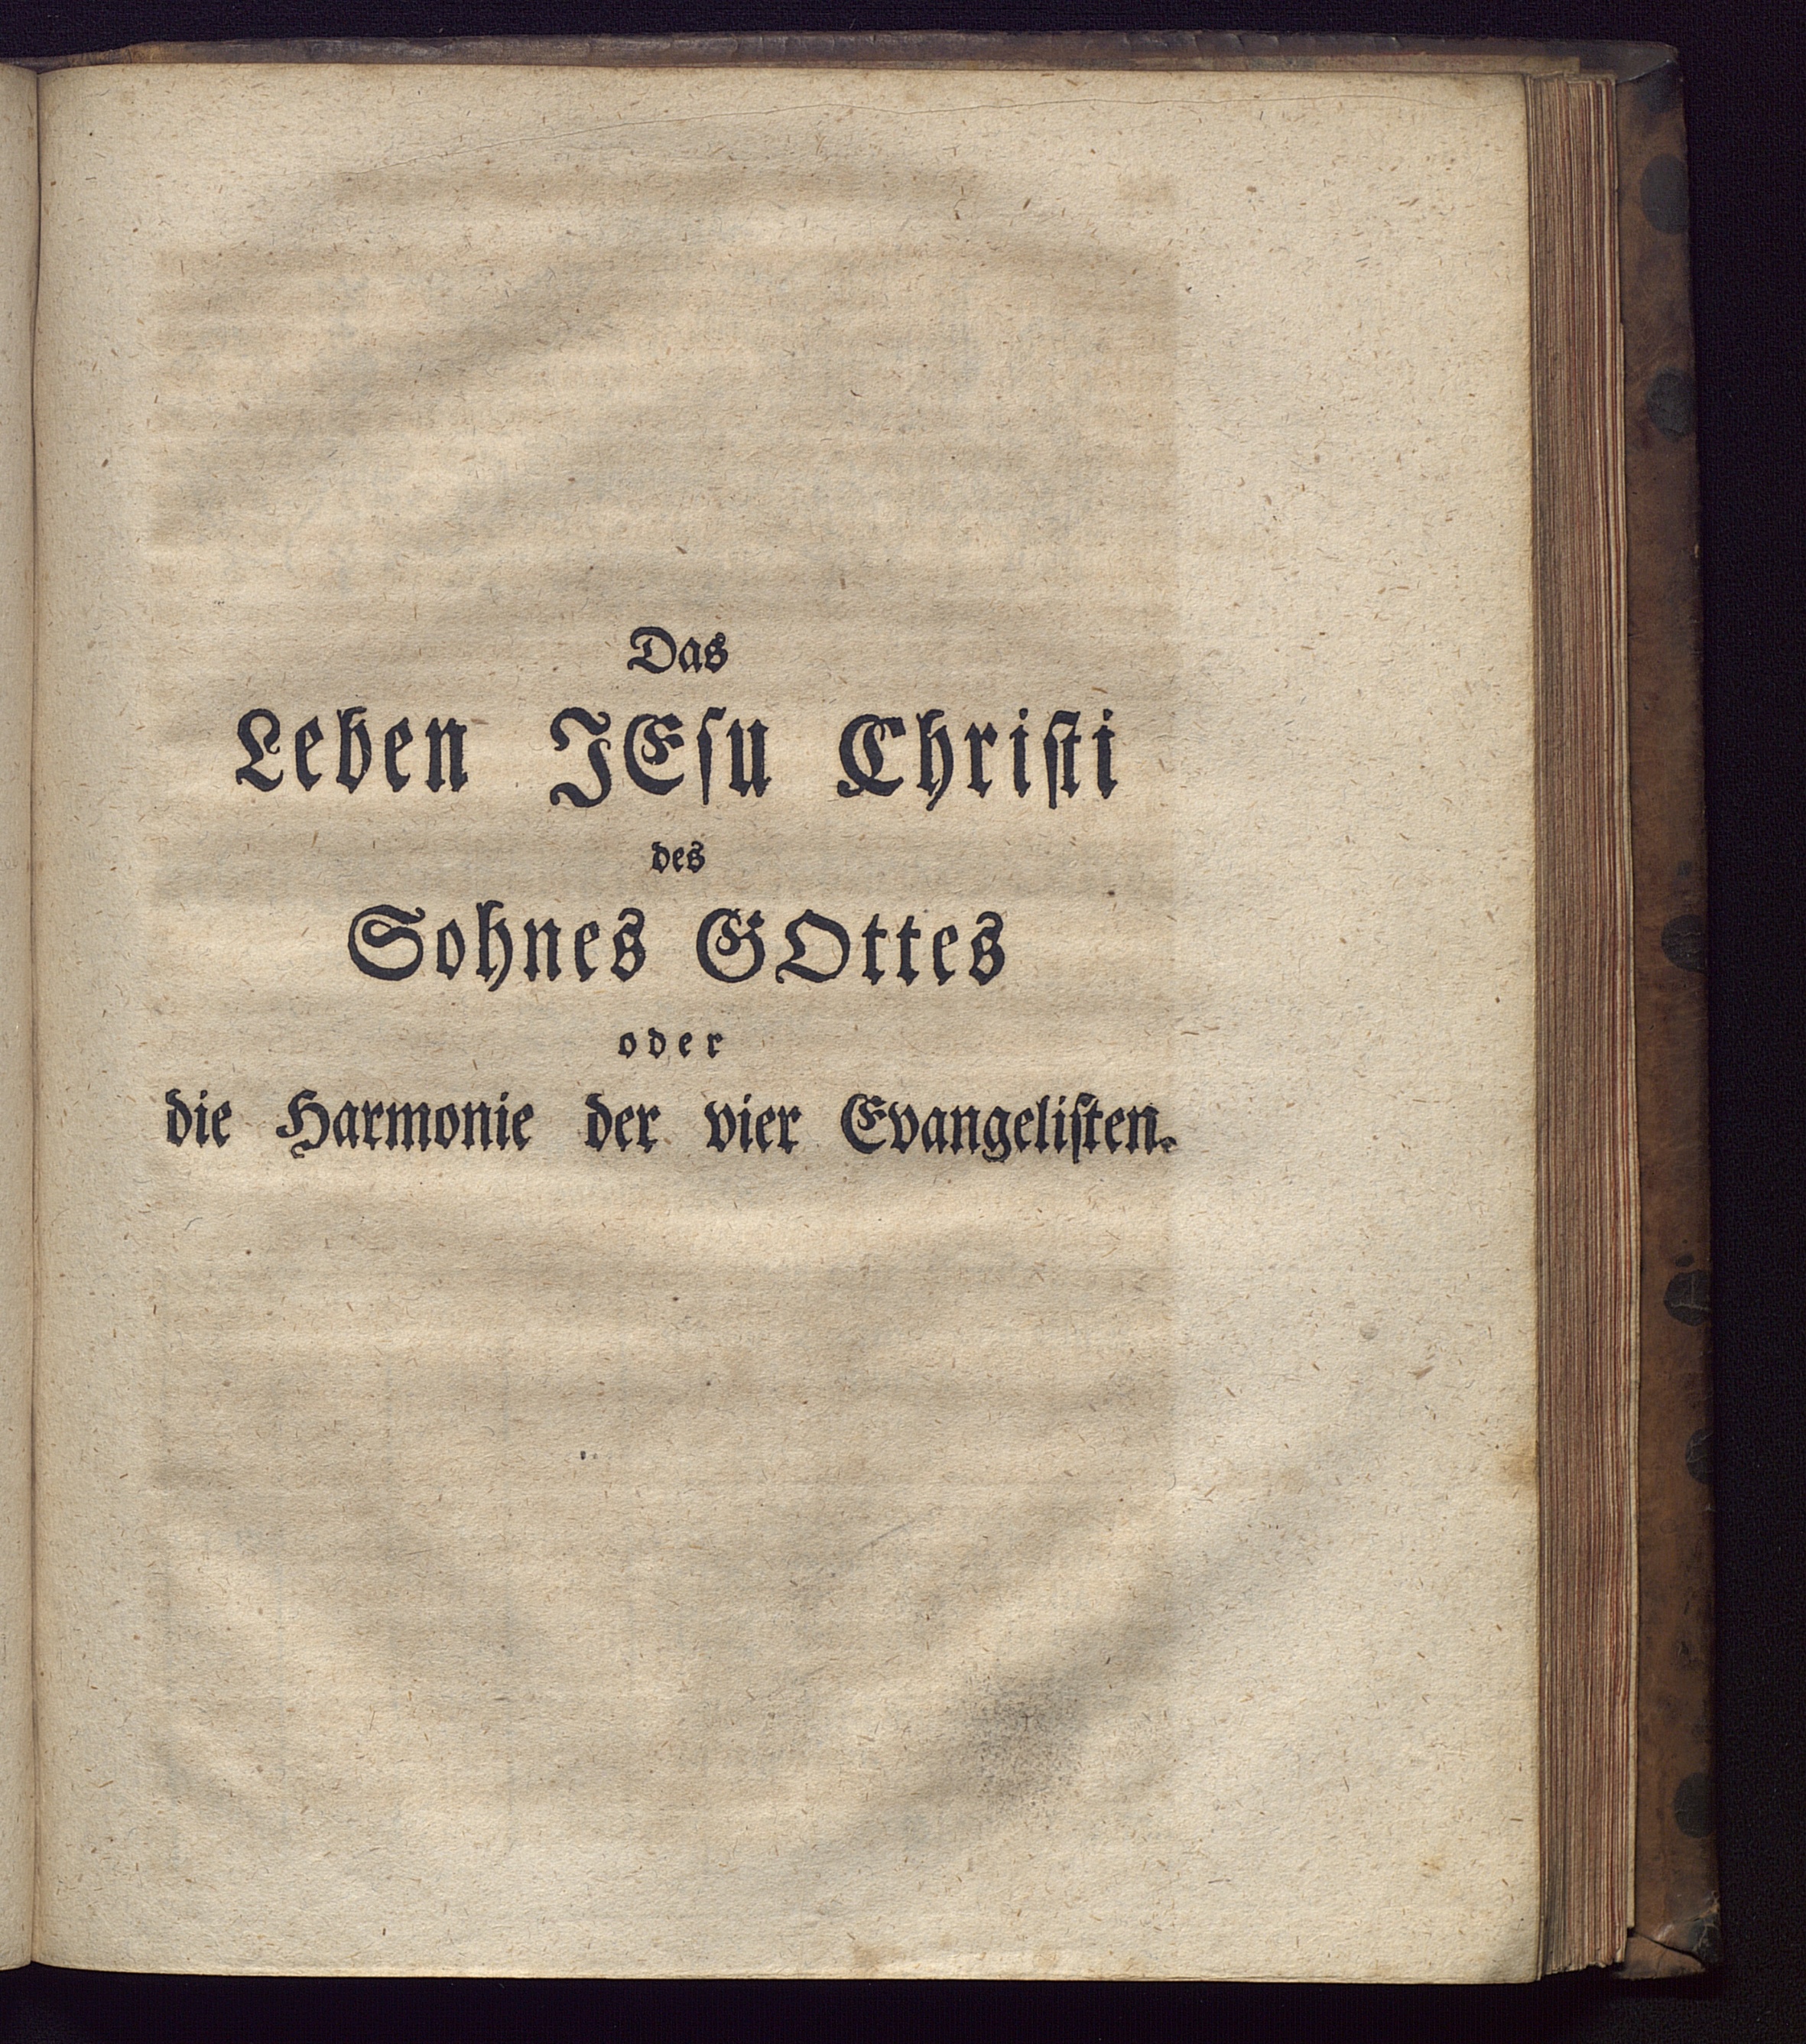 Das
Leben JEſu Chriſti
des
Sohnes GOttes
oder
die Harmonie der vier Evangeliſten.